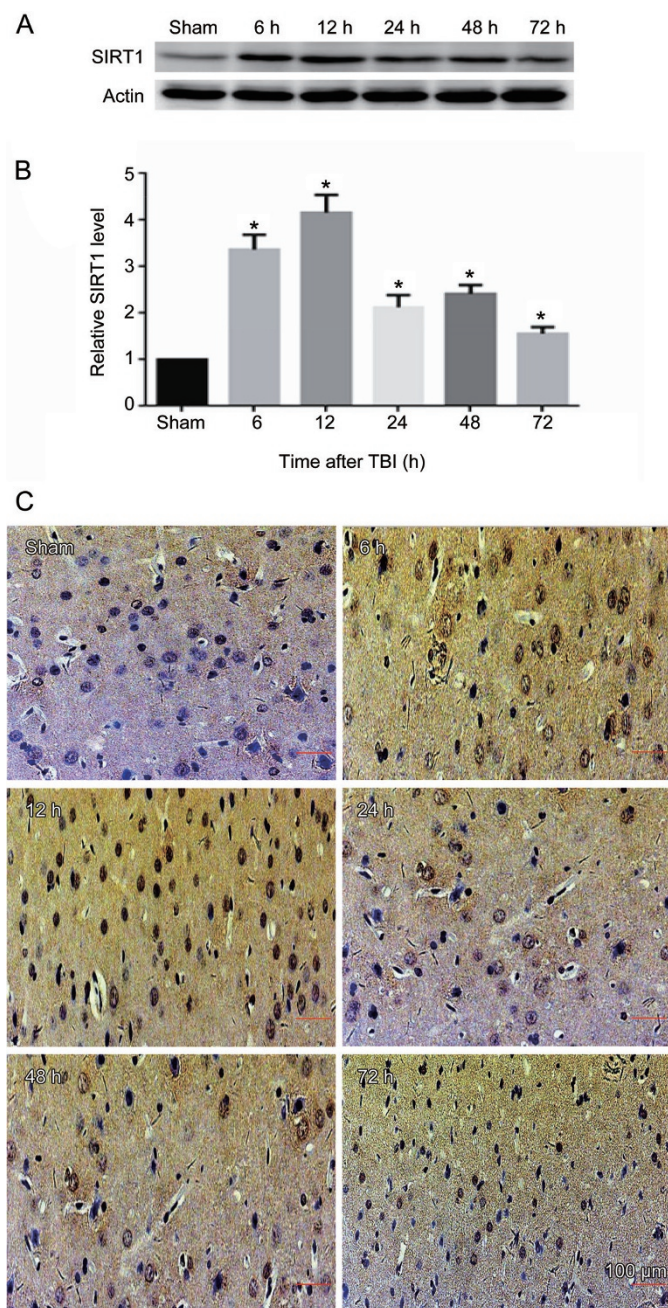 A
Sham 6 h 12 h 24 h 48 h 72 h
SIRT1
Actin
B
Relative SIRT1 level
5
4
3
2
1
0
* * * * *
Sham 6 12 24 48 72
Time after TBI (h)
C
Sham 6 h
12 h 24 h
48 h 72 h
100 µm